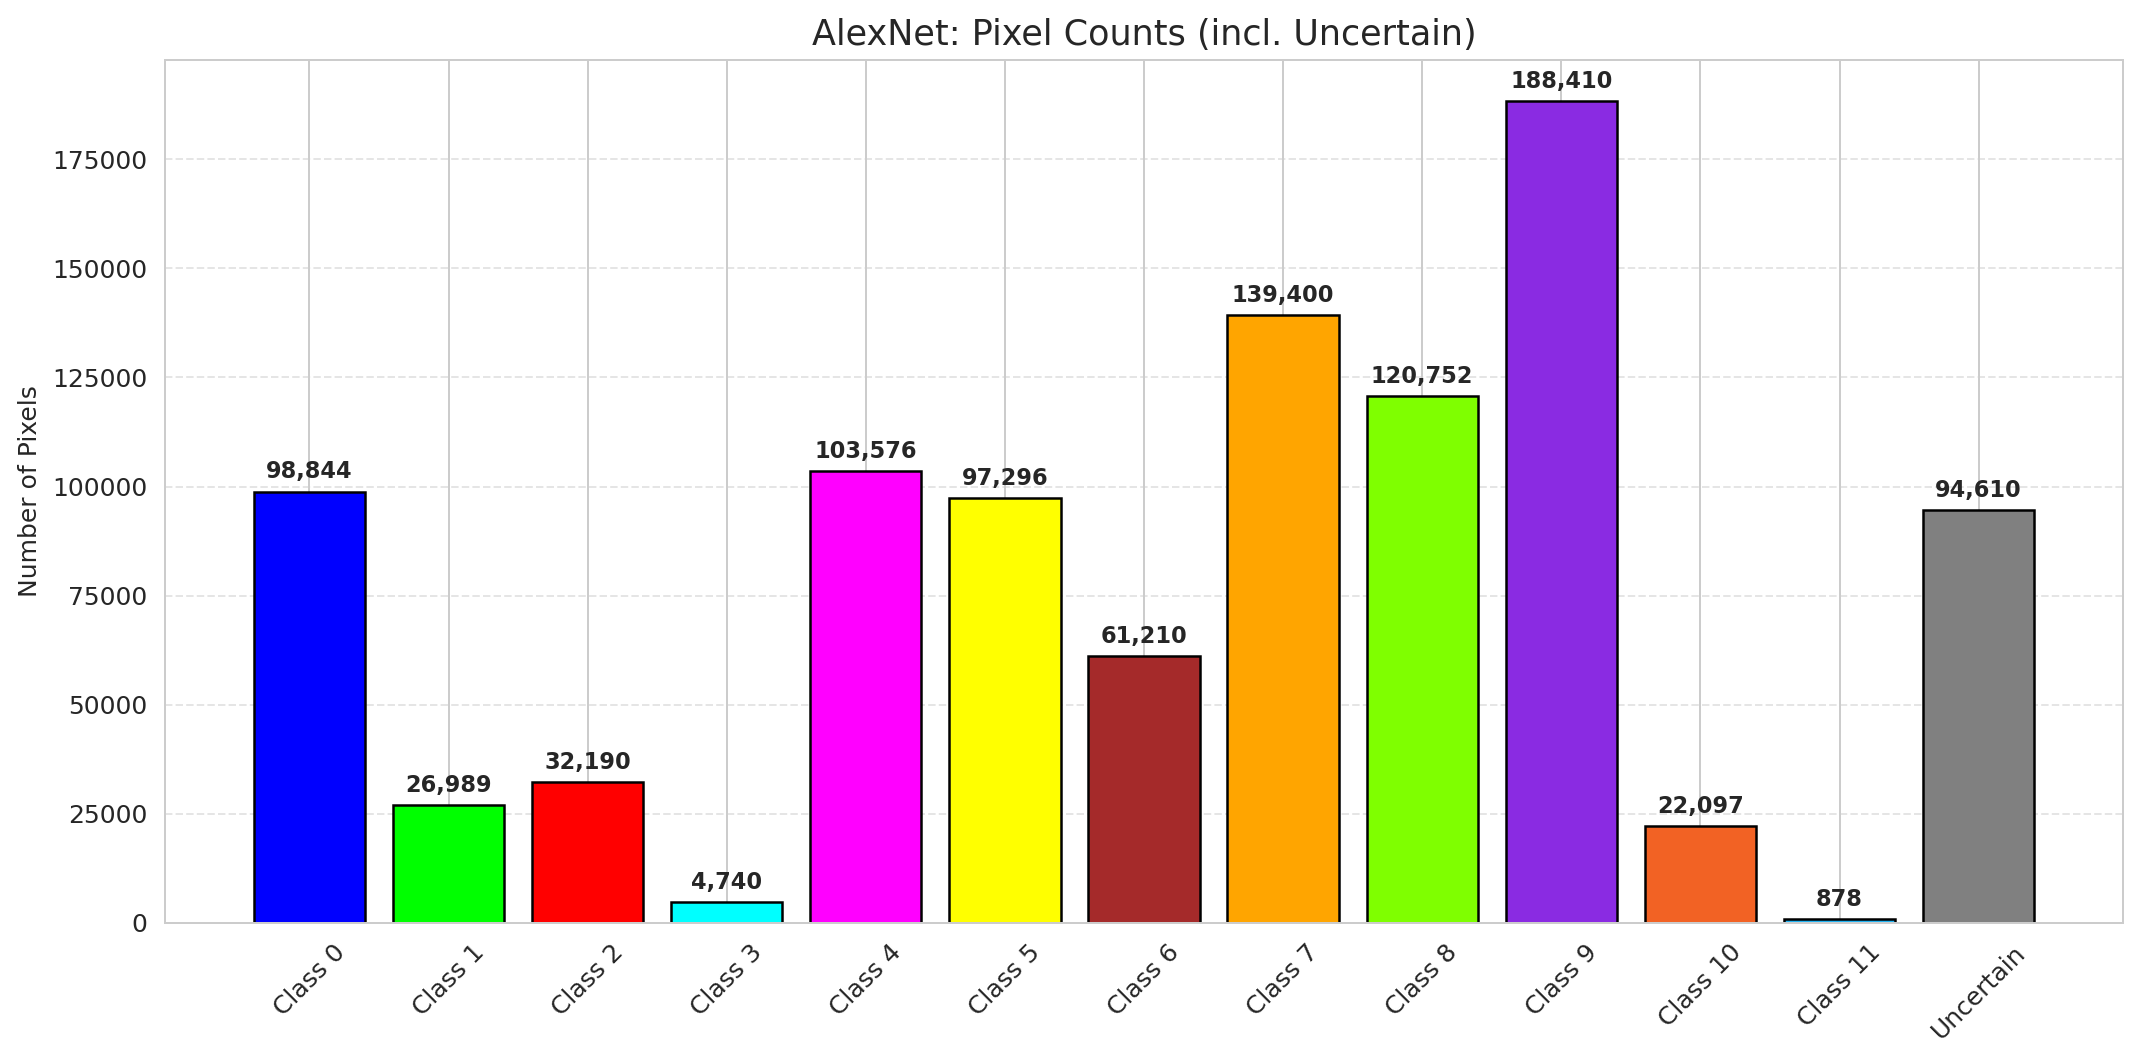 AlexNet: Pixel Counts (incl. Uncertain)
Number of Pixels
175000
150000
125000
100000
75000
50000
25000
0
98,844
26,989
32,190
4,740
103,576
97,296
61,210
139,400
120,752
188,410
22,097
878
94,610
Class 0
Class 1
Class 2
Class 3
Class 4
Class 5
Class 6
Class 7
Class 8
Class 9
Class 10
Class 11
Uncertain